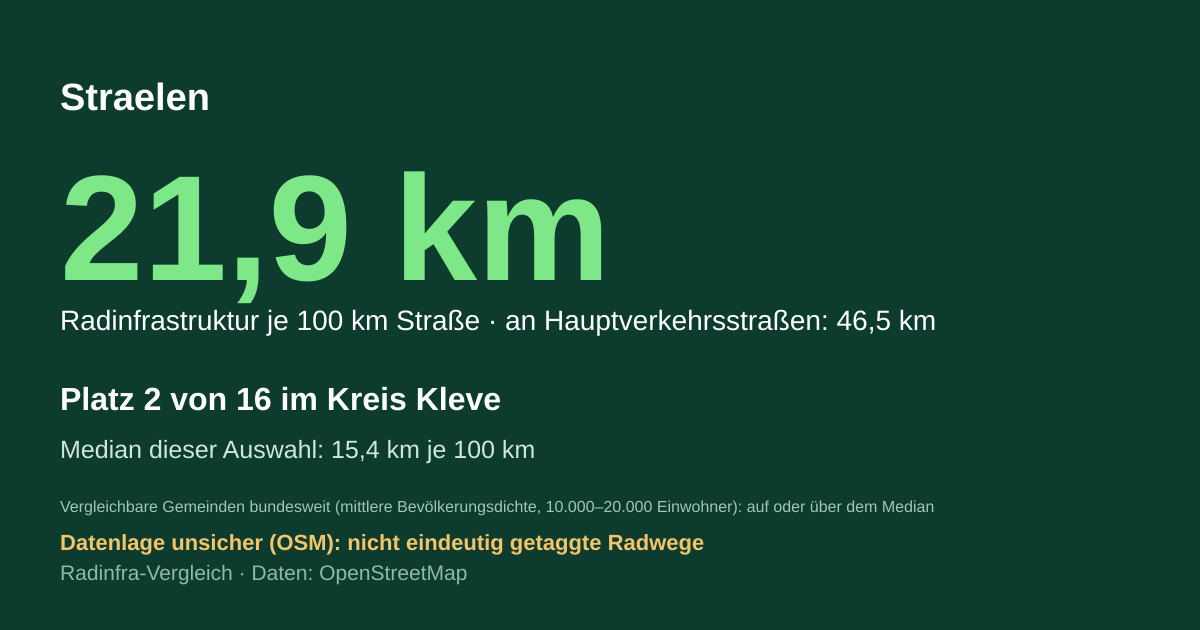 Straelen
21,9 km
Radinfrastruktur je 100 km Straße · an Hauptverkehrsstraßen: 46,5 km
Platz 2 von 16 im Kreis Kleve
Median dieser Auswahl: 15,4 km je 100 km
Vergleichbare Gemeinden bundesweit (mittlere Bevölkerungsdichte, 10.000–20.000 Einwohner): auf oder über dem Median
Datenlage unsicher (OSM): nicht eindeutig getaggte Radwege
Radinfra-Vergleich · Daten: OpenStreetMap